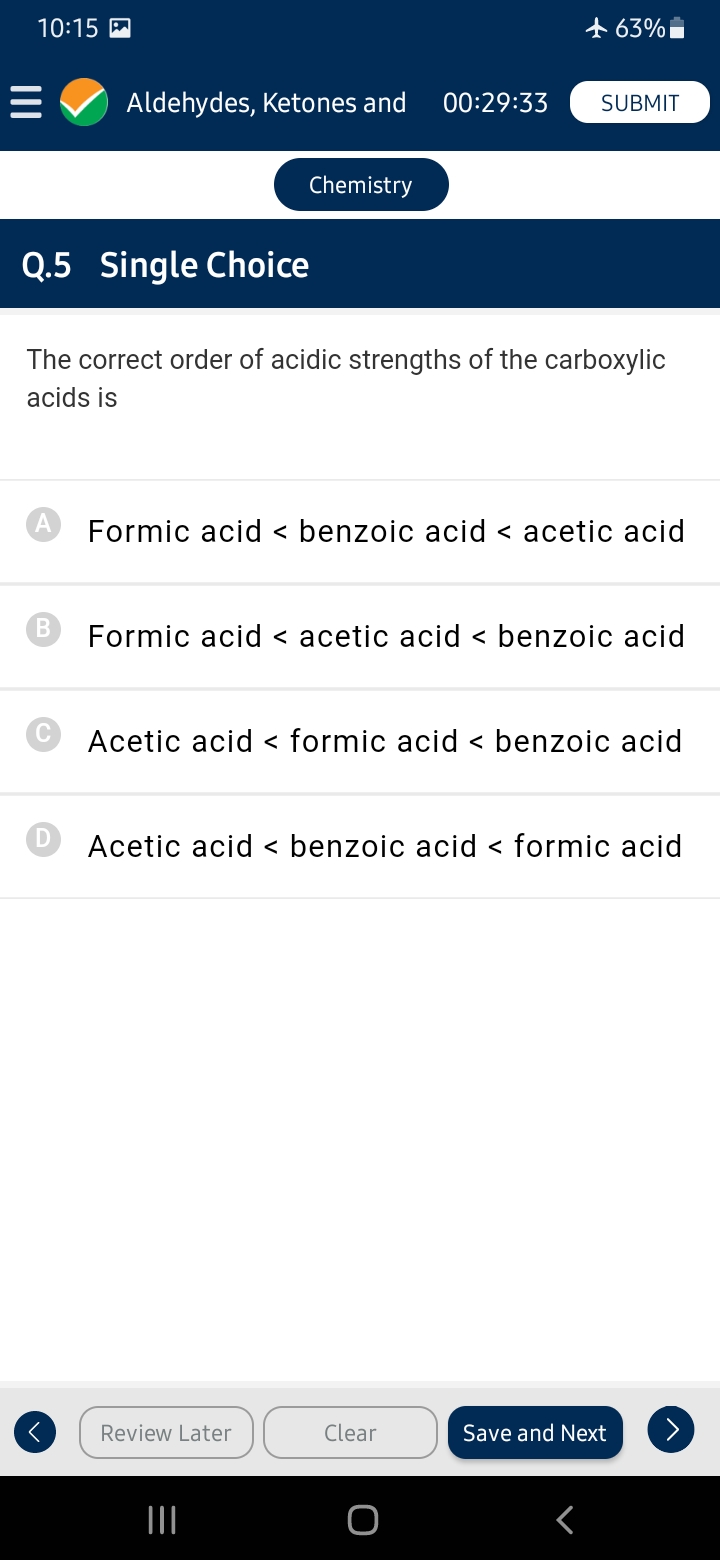 10:15 63%
Aldehydes, Ketones and 00:29:33 SUBMIT
Chemistry
Q.5 Single Choice
The correct order of acidic strengths of the carboxylic
acids is
A Formic acid < benzoic acid < acetic acid
B Formic acid < acetic acid < benzoic acid
C Acetic acid < formic acid < benzoic acid
D Acetic acid < benzoic acid < formic acid
Review Later Clear Save and Next